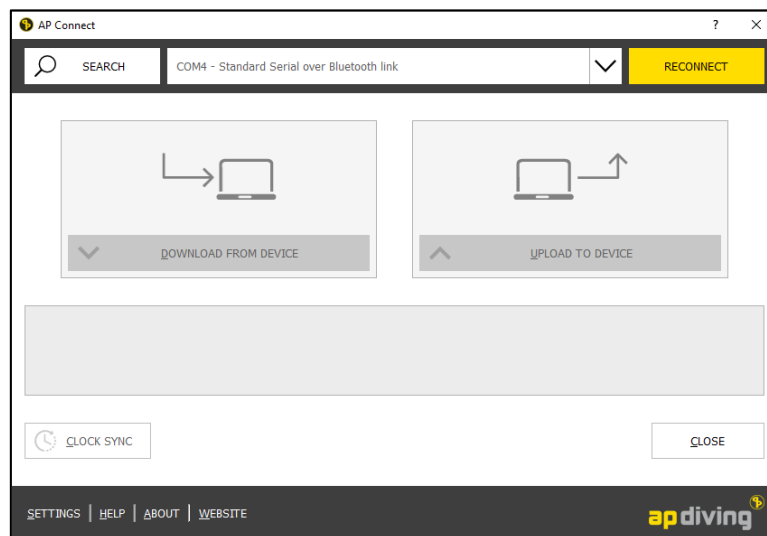 AP Connect ?
SEARCH COM4 - Standard Serial over Bluetooth link RECONNECT
DOWNLOAD FROM DEVICE UPLOAD TO DEVICE
CLOCK SYNC CLOSE
SETTINGS | HELP | ABOUT | WEBSITE
apdiving